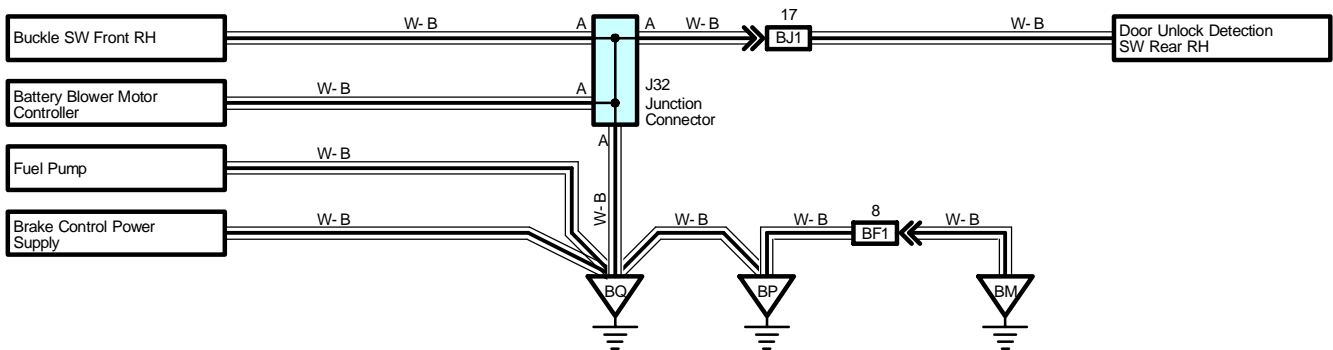 17
Buckle SW Front RH
W- B
A
A
W- B
BJ1
W- B
Door Unlock Detection
SW Rear RH
Battery Blower Motor
Controller
W- B
A
J32
Junction
Connector
A
Fuel Pump
W- B
W- B
Brake Control Power
Supply
W- B
W- B
W- B
8
BF1
W- B
BQ
BP
BM